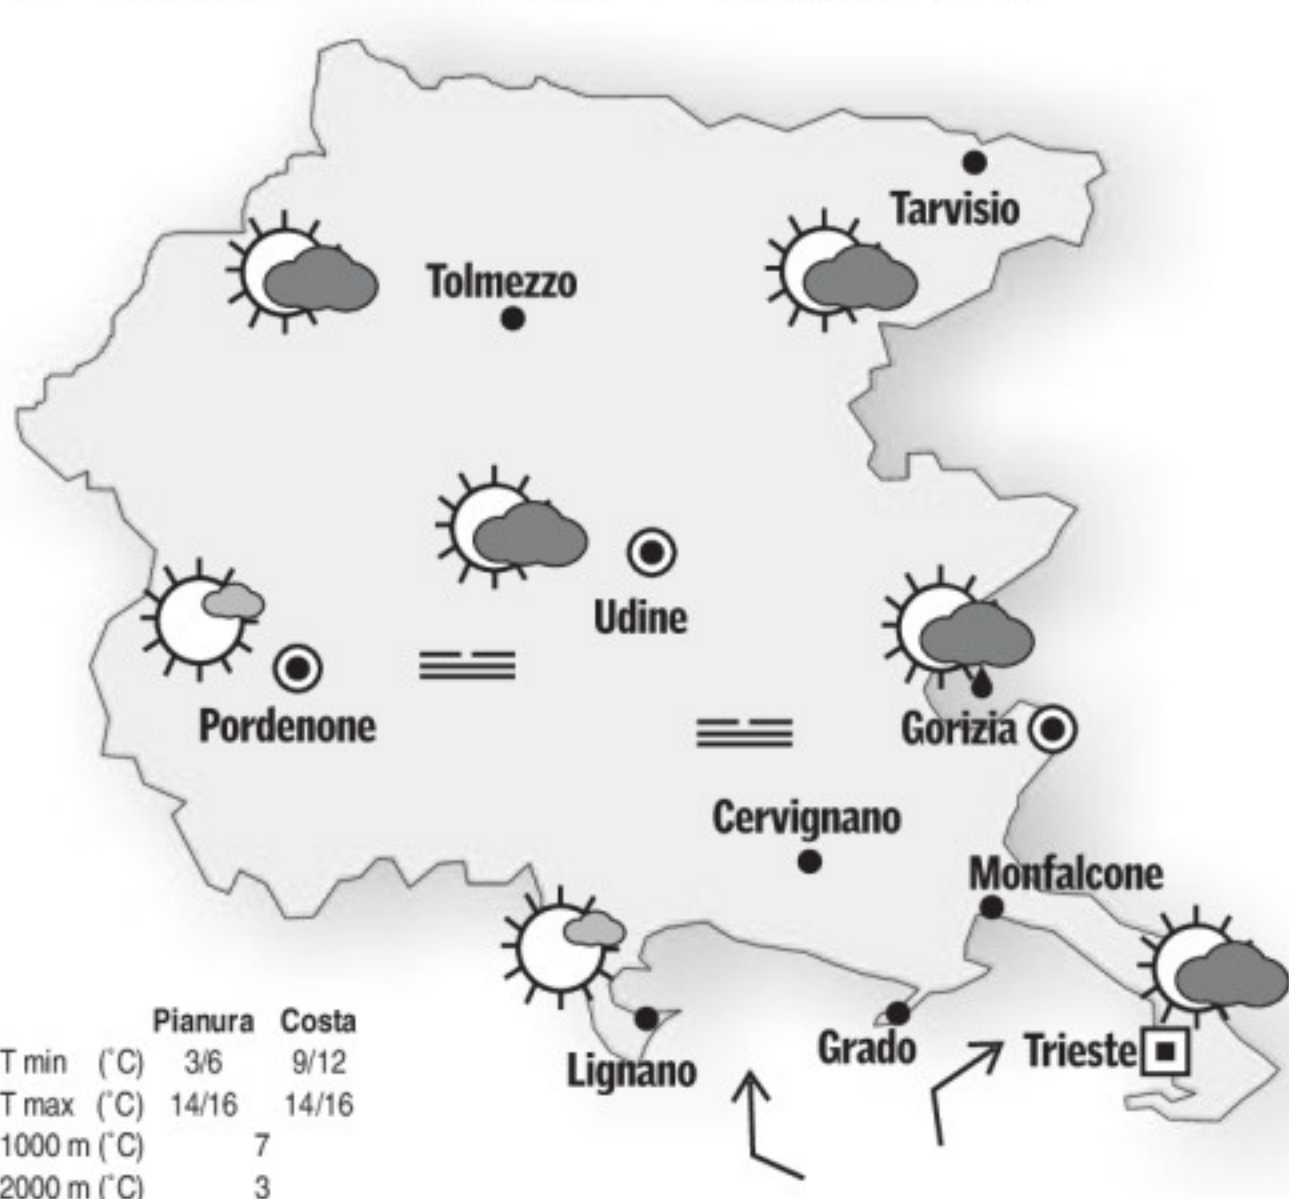 Tarvisio
Tolmezzo
Udine
Pordenone
Gorizia
Cervignano
Monfalcone
Lignano
Grado
Trieste
Pianura Costa
T min (°C) 3/6 9/12
T max (°C) 14/16 14/16
1000 m (°C) 7
2000 m (°C) 3